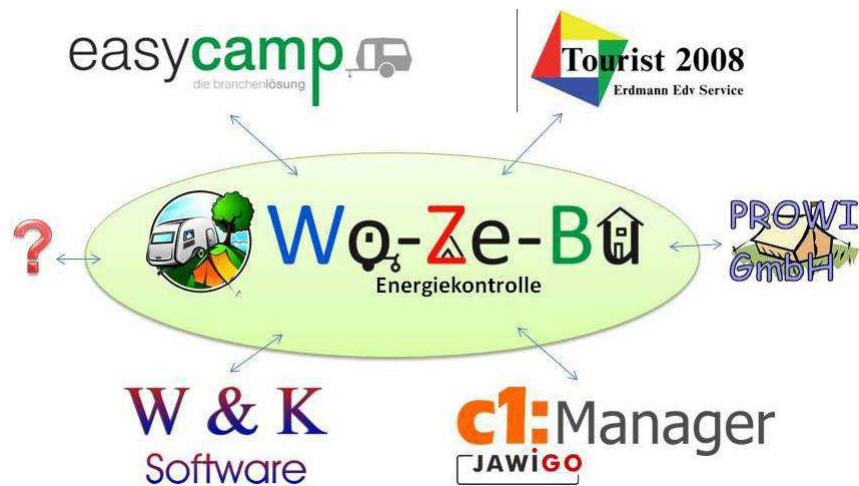 easycamp
die branchenlösung
Tourist 2008
Erdmann Edv Service
?
Wo-Ze-Bu
Energiekontrolle
PROWI
GmbH
W & K
Software
c1:Manager
JAWiGO